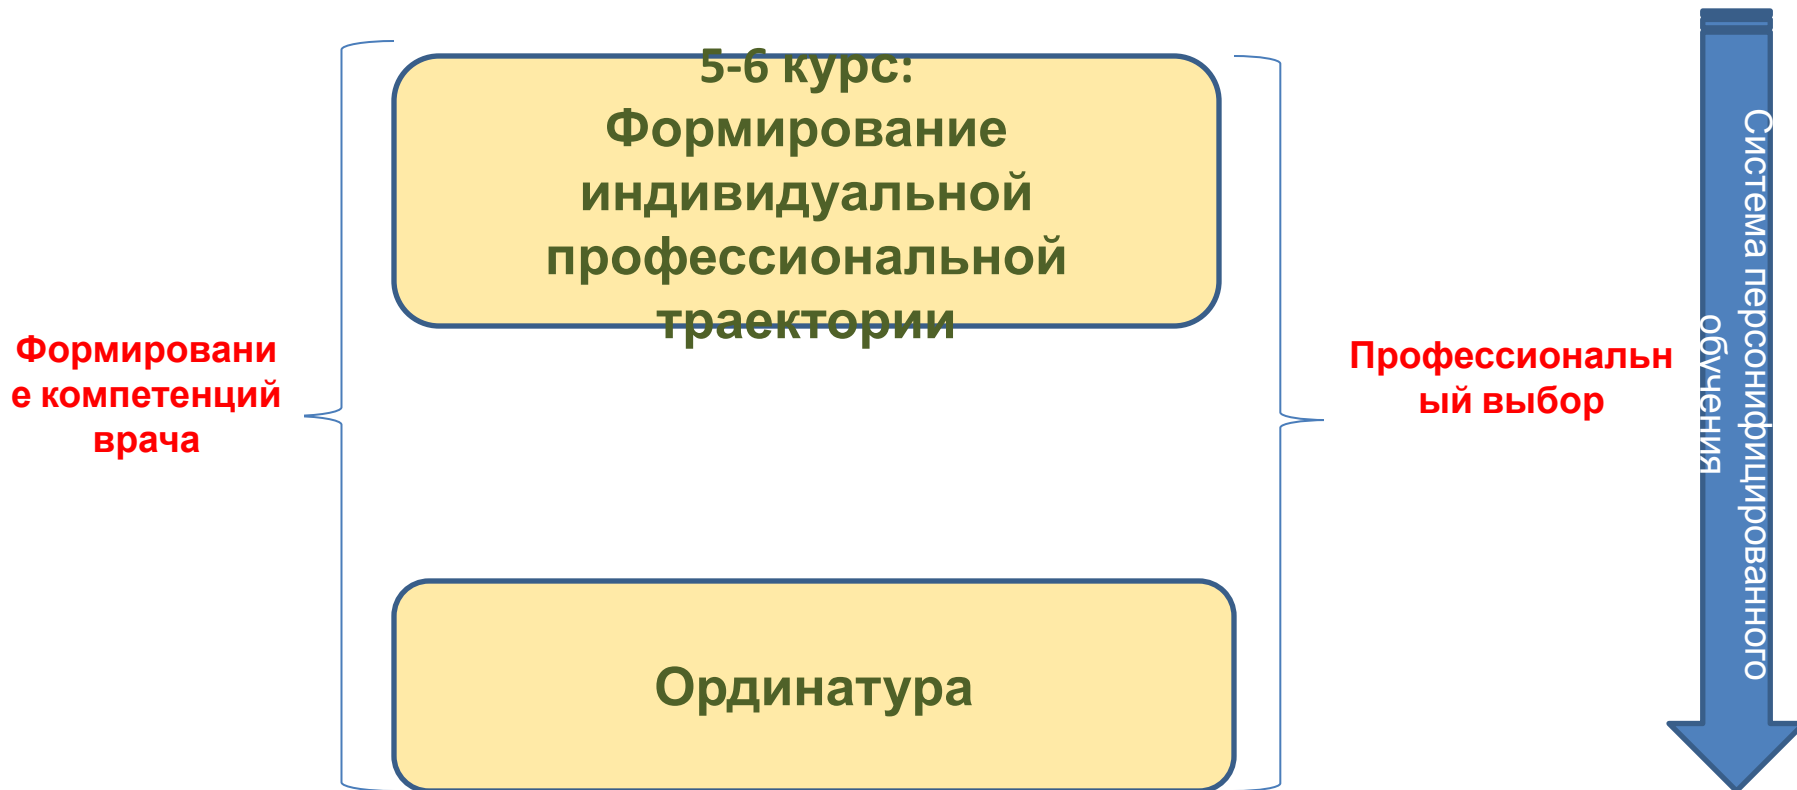 5-6 курс:
Формирование
индивидуальной
профессиональной
траектории
Формировани
е компетенций
врача
Профессиональн
ый выбор
Система персонифицированного
обучения
Ординатура